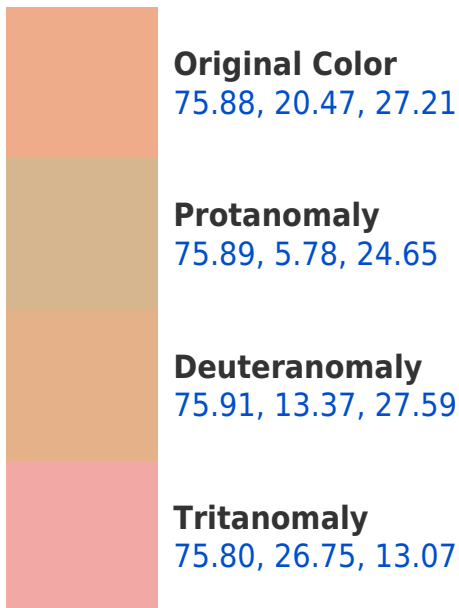 Original Color
75.88, 20.47, 27.21
Protanomaly
75.89, 5.78, 24.65
Deuteranomaly
75.91, 13.37, 27.59
Tritanomaly
75.80, 26.75, 13.07